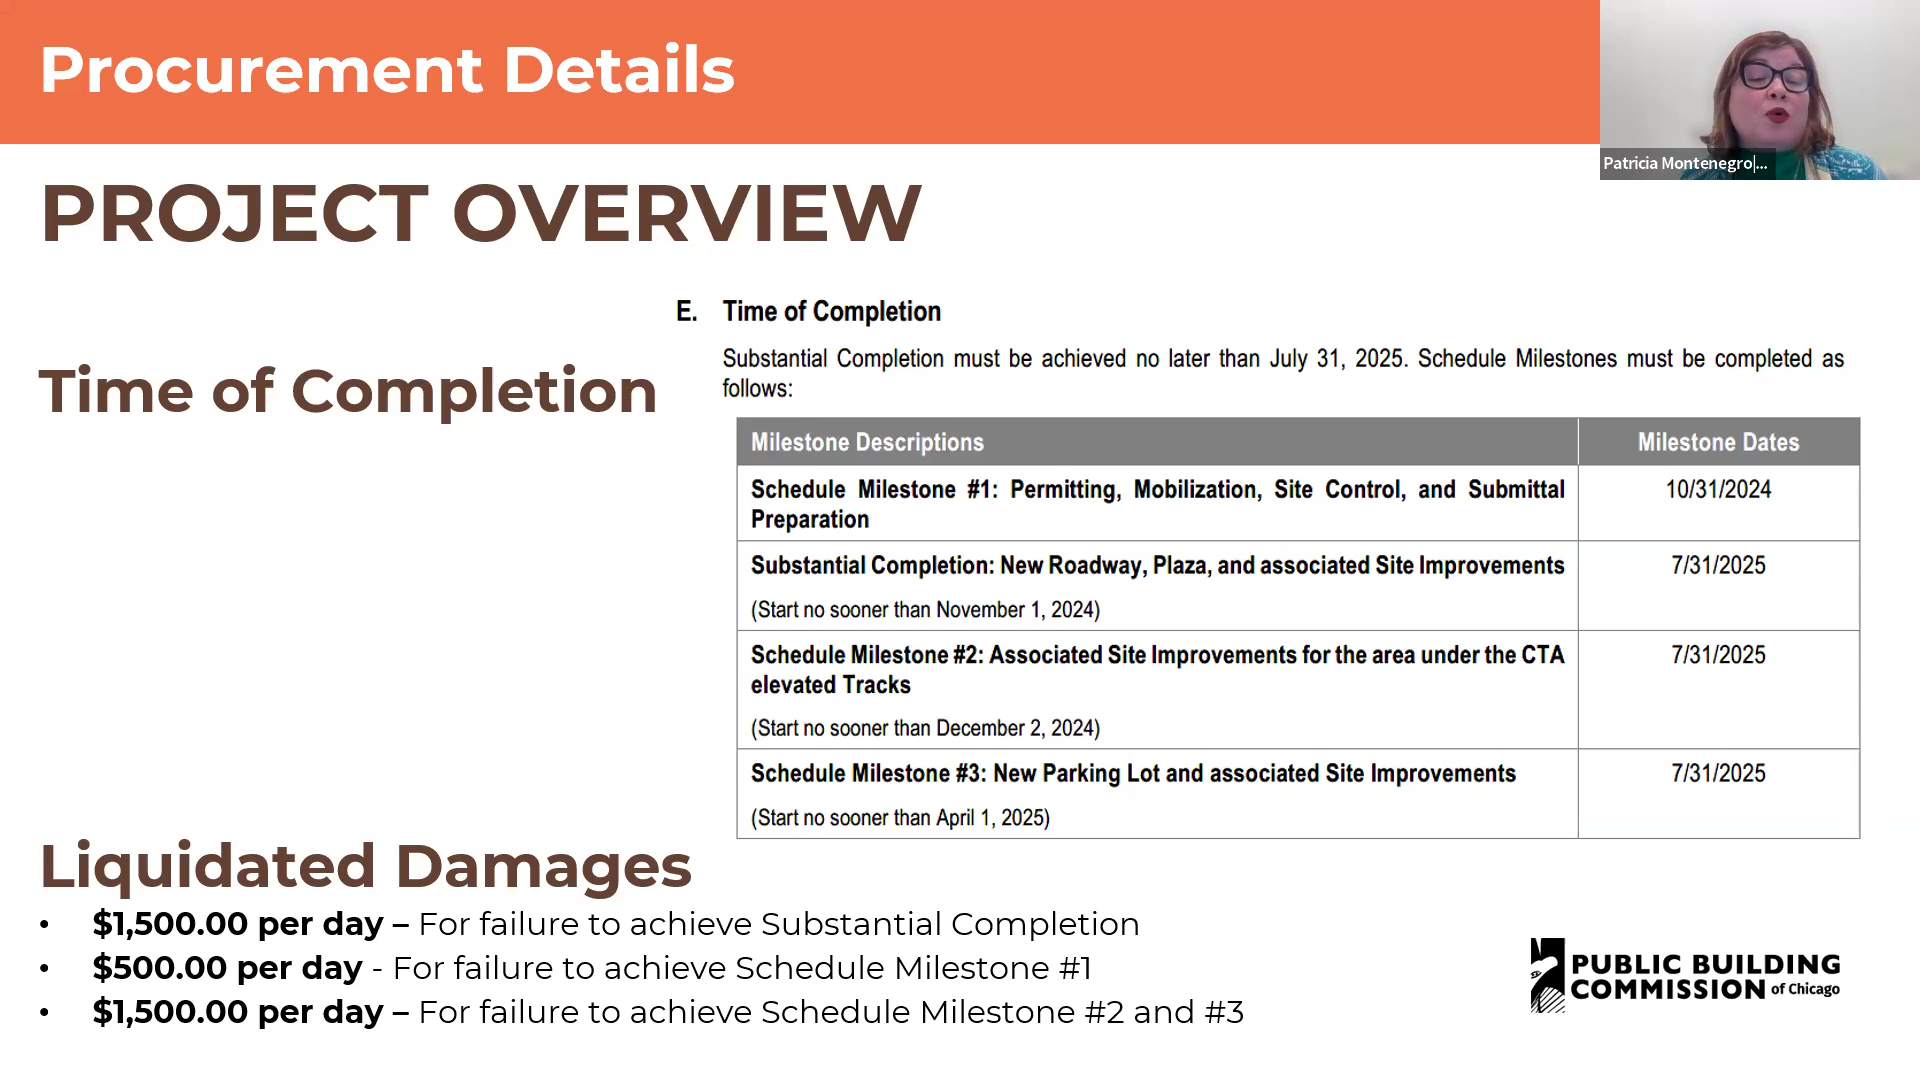 Procurement Details
Patricia Montenegro|...
PROJECT OVERVIEW
E. Time of Completion
Substantial Completion must be achieved no later than July 31, 2025. Schedule Milestones must be completed as
follows:
Time of Completion
Milestone Descriptions Milestone Dates
Schedule Milestone #1: Permitting, Mobilization, Site Control, and Submittal 10/31/2024
Preparation
Substantial Completion: New Roadway, Plaza, and associated Site Improvements 7/31/2025
(Start no sooner than November 1, 2024)
Schedule Milestone #2: Associated Site Improvements for the area under the CTA 7/31/2025
elevated Tracks
(Start no sooner than December 2, 2024)
Schedule Milestone #3: New Parking Lot and associated Site Improvements 7/31/2025
(Start no sooner than April 1, 2025)
Liquidated Damages
• $1,500.00 per day – For failure to achieve Substantial Completion
• $500.00 per day - For failure to achieve Schedule Milestone #1
• $1,500.00 per day – For failure to achieve Schedule Milestone #2 and #3
PUBLIC BUILDING
COMMISSION of Chicago